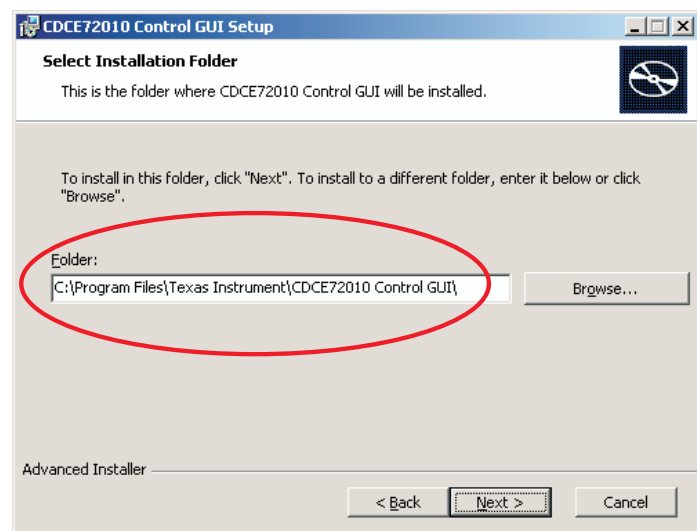 CDCE72010 Control GUI Setup
Select Installation Folder
This is the folder where CDCE72010 Control GUI will be installed.
To install in this folder, click "Next". To install to a different folder, enter it below or click
"Browse".
Folder:
C:\Program Files\Texas Instrument\CDCE72010 Control GUI\
Browse...
Advanced Installer
< Back
Next >
Cancel